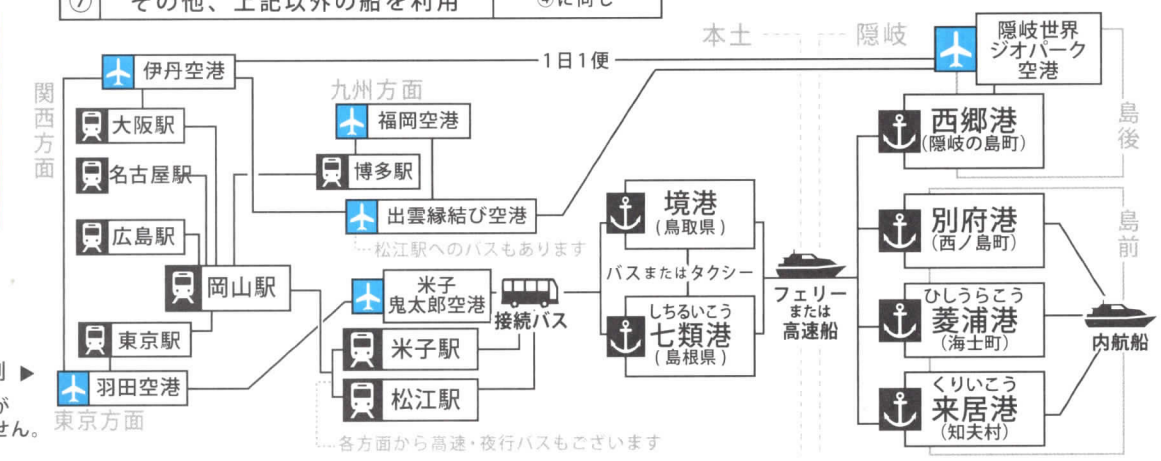 ⑦ その他、上記以外の船を利用
④に同じ
本土
隠岐
関西方面
伊丹空港
1日1便
隠岐世界
ジオパーク
空港
九州方面
福岡空港
大阪駅
西郷港
(隠岐の島町)
島後
名古屋駅
博多駅
出雲縁結び空港
松江駅へのバスもあります
境港
(鳥取県)
別府港
(西ノ島町)
島前
広島駅
岡山駅
米子
鬼太郎空港
接続バス
バスまたはタクシー
フェリー
または
高速船
しちるいこう
七類港
(島根県)
ひしうらこう
菱浦港
(海士町)
内航船
東京駅
米子駅
羽田空港
東京方面
松江駅
くりいこう
来居港
(知夫村)
各方面から高速・夜行バスもございます
▶
が
せん。